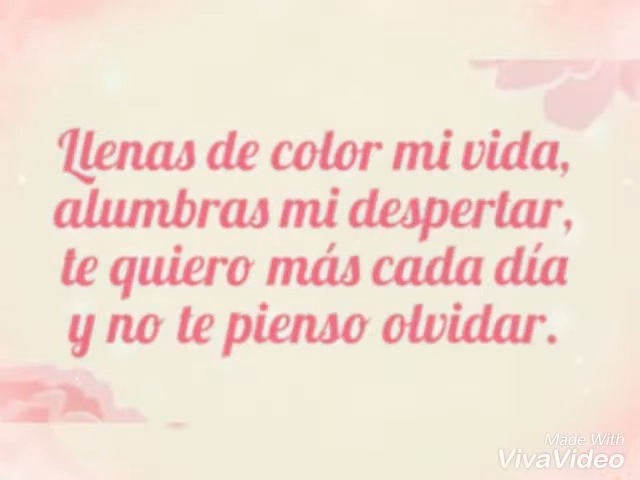 Llenas de color mi vida,
alumbras mi despertar,
te quiero más cada día
y no te pienso olvidar.
Made With
VivaVideo